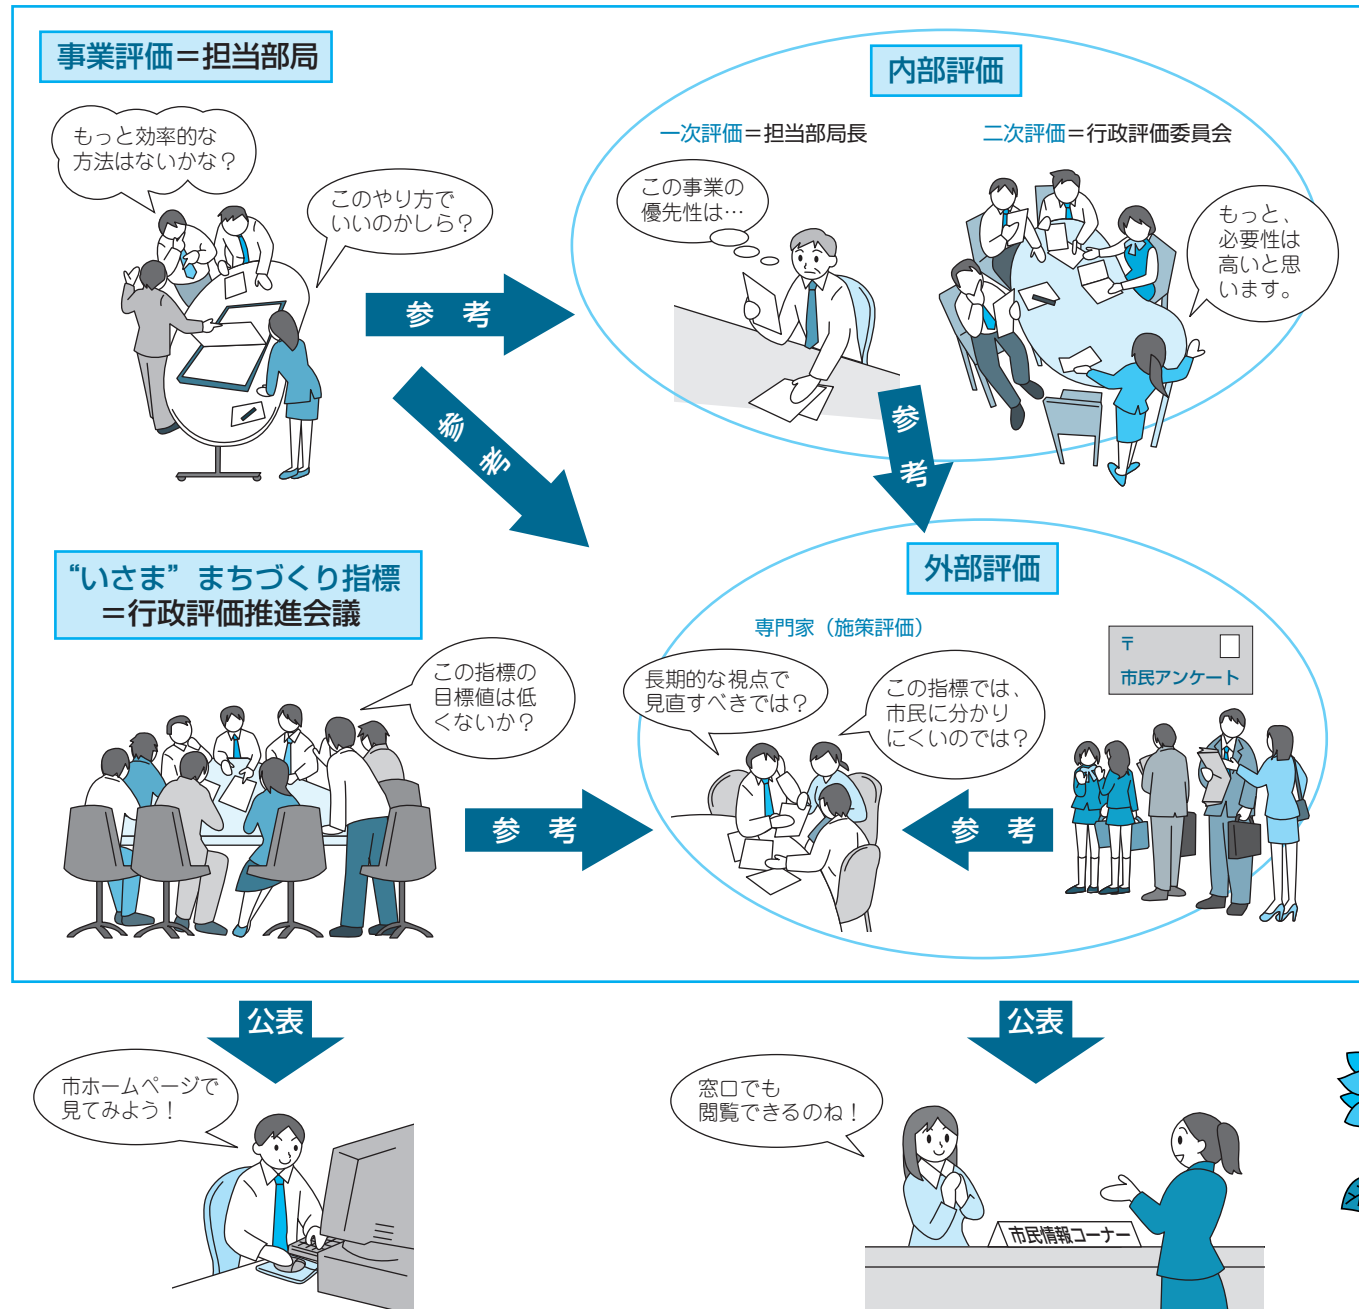 事業評価＝担当部局
もっと効率的な
方法はないかな？
このやり方で
いいのかしら？
参　考
参　考
内部評価
一次評価＝担当部局長
二次評価＝行政評価委員会
この事業の
優先性は…
もっと、
必要性は
高いと思
います。
参　考
“いさま”まちづくり指標
＝行政評価推進会議
この指標の
目標値は低
くないか？
参　考
外部評価
専門家（施策評価）
長期的な視点で
見直すべきでは？
この指標では、
市民に分かり
にくいのでは？
〒
市民アンケート
参　考
公表
公表
市ホームページで
見てみよう！
窓口でも
閲覧できるのね！
市民情報コーナー